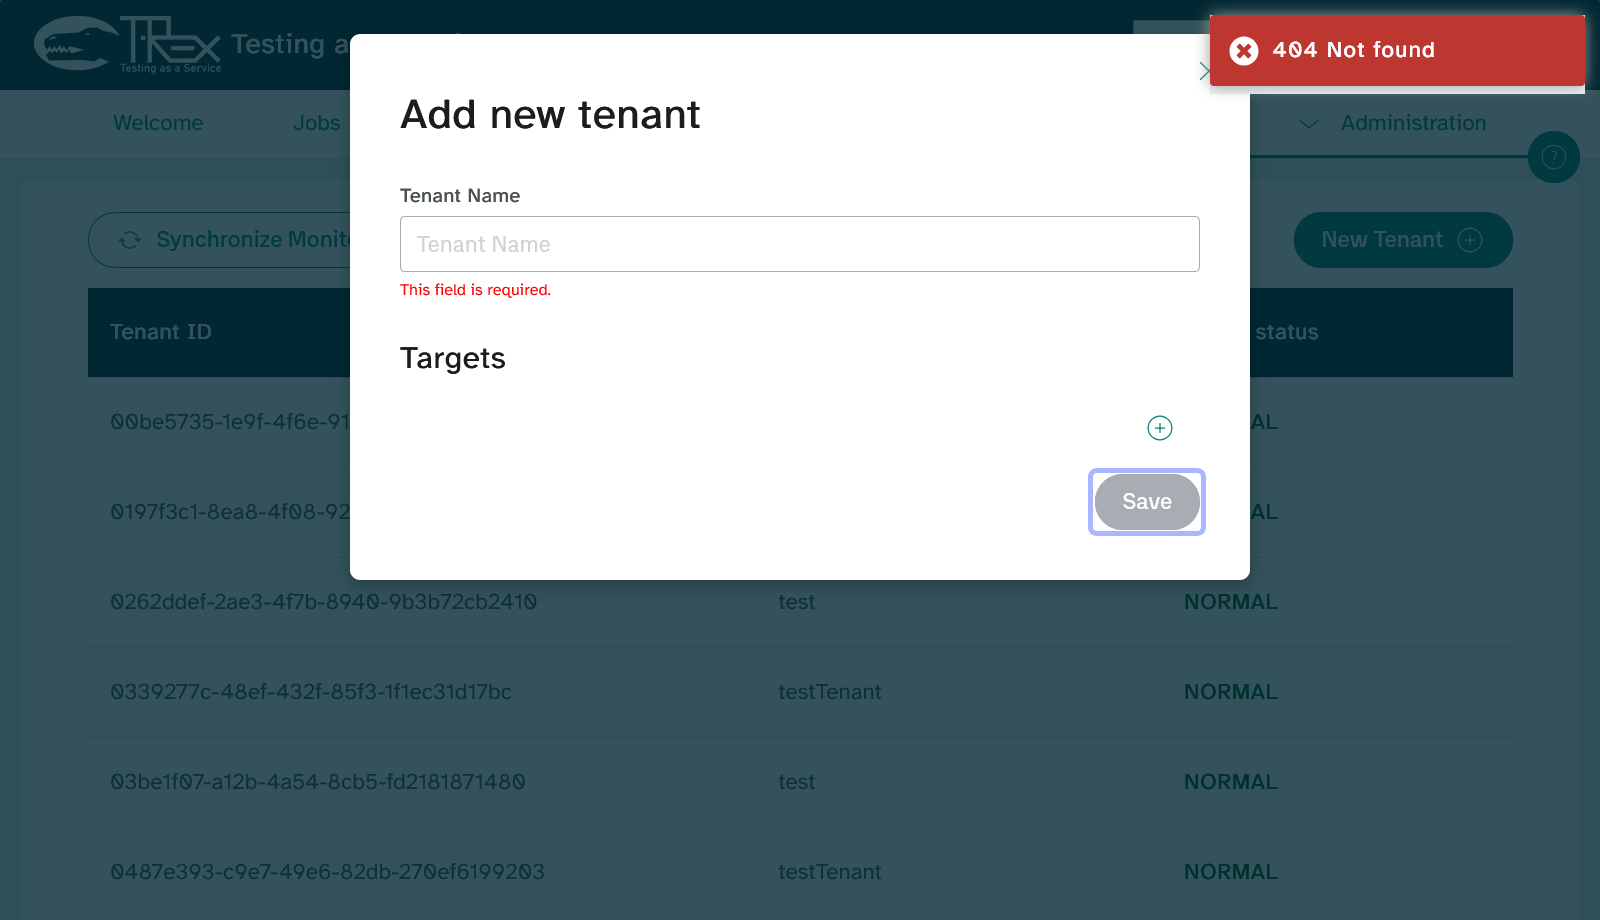 TREX
Testing as a Service
Testing a
404 Not found
Welcome
Jobs
Administration
Add new tenant
Tenant Name
Tenant Name
This field is required.
Synchronize Monit
New Tenant
Targets
Save
Tenant ID
status
00be5735-1e9f-4f6e-91
AL
0197f3c1-8ea8-4f08-92
AL
0262ddef-2ae3-4f7b-8940-9b3b72cb2410 test NORMAL
0339277c-48ef-432f-85f3-1f1ec31d17bc testTenant NORMAL
03be1f07-a12b-4a54-8cb5-fd2181871480 test NORMAL
0487e393-c9e7-49e6-82db-270ef6199203 testTenant NORMAL